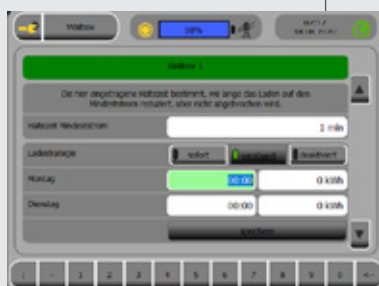 Wallbox
98%
Wallbox 1
Die hier eingetragene Haltezeit bestimmt, wie lange das Laden auf den
Mindeststrom reduziert, aber nicht abgebrochen wird.
Haltezeit Mindeststrom
1 min
Ladestrategie
sofort
deaktiviert
Montag
00:00
0 kWh
Dienstag
00:00
0 kWh
speichern
: - 1 2 3 4 5 6 7 8 9 0 <--